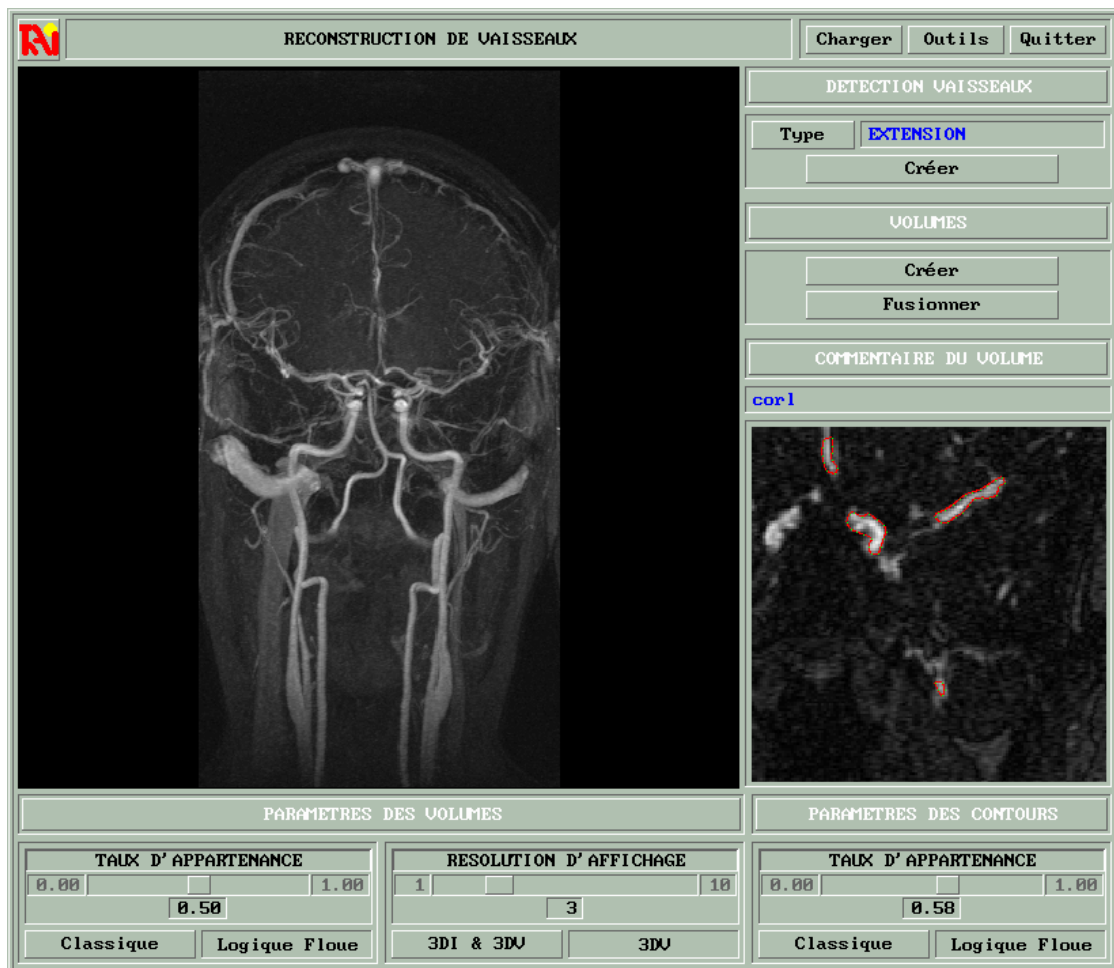 RECONSTRUCTION DE VAISSEAUX
Charger Outils Quitter
DETECTION VAISSEAUX
Type EXTENSION
Créer
VOLUMES
Créer
Fusionner
COMMENTAIRE DU VOLUME
corl
PARAMETRES DES VOLUMES
PARAMETRES DES CONTOURS
TAUX D'APPARTENANCE
0.00 1.00
0.50
Classique Logique Floue
RESOLUTION D'AFFICHAGE
1 10
3
3DI & 3DV 3DV
TAUX D'APPARTENANCE
0.00 1.00
0.58
Classique Logique Floue